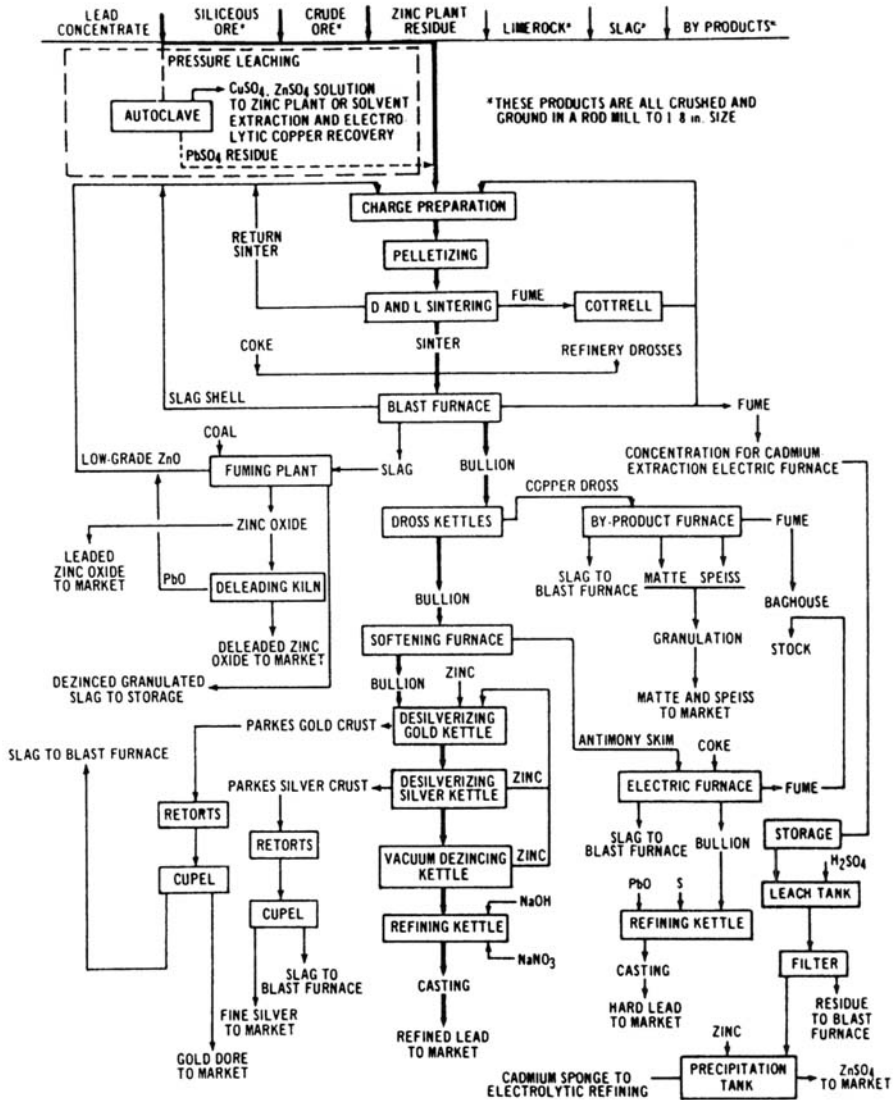 LEAD
CONCENTRATE
SILICEOUS
ORE*
CRUDE
ORE*
ZINC PLANT
RESIDUE
LIMEROCK*
SLAG*
BY PRODUCTS*
PRESSURE LEACHING
AUTOCLAVE
CuSO4, ZnSO4 SOLUTION
TO ZINC PLANT OR SOLVENT
EXTRACTION AND ELECTRO
LYTIC COPPER RECOVERY
PbSO4 RESIDUE
*THESE PRODUCTS ARE ALL CRUSHED AND
GROUND IN A ROD MILL TO 1 8 in. SIZE
CHARGE PREPARATION
RETURN
SINTER
PELLETIZING
D AND L SINTERING
FUME
COTTRELL
SINTER
COKE
REFINERY DROSSES
SLAG SHELL
BLAST FURNACE
FUME
COAL
LOW-GRADE ZnO
FUMING PLANT
SLAG
BULLION
CONCENTRATION FOR CADMIUM
EXTRACTION ELECTRIC FURNACE
COPPER DROSS
ZINC OXIDE
DROSS KETTLES
BY-PRODUCT FURNACE
FUME
LEADED
ZINC OXIDE
TO MARKET
PbO
DELEADING KILN
SLAG TO
BLAST FURNACE
MATTE
SPEISS
BULLION
BAGHOUSE
DELEADED ZINC
OXIDE TO MARKET
SOFTENING FURNACE
GRANULATION
STOCK
DEZINCED GRANULATED
SLAG TO STORAGE
BULLION
ZINC
MATTE AND SPEISS
TO MARKET
PARKES GOLD CRUST
DESILVERIZING
GOLD KETTLE
ANTIMONY SKIM
COKE
SLAG TO BLAST FURNACE
PARKES SILVER CRUST
DESILVERIZING
SILVER KETTLE
ZINC
ELECTRIC FURNACE
FUME
RETORTS
SLAG TO
BLAST FURNACE
BULLION
STORAGE
RETORTS
VACUUM DEZINCING
KETTLE
ZINC
H2SO4
CUPEL
PbO
S
LEACH TANK
CUPEL
REFINING KETTLE
NaOH
NaNO3
REFINING KETTLE
SLAG TO
BLAST FURNACE
CASTING
CASTING
FILTER
FINE SILVER
TO MARKET
HARD LEAD
TO MARKET
RESIDUE
TO BLAST
FURNACE
REFINED LEAD
TO MARKET
GOLD DORE
TO MARKET
ZINC
CADMIUM SPONGE TO
ELECTROLYTIC REFINING
PRECIPITATION
TANK
ZnSO4
TO MARKET